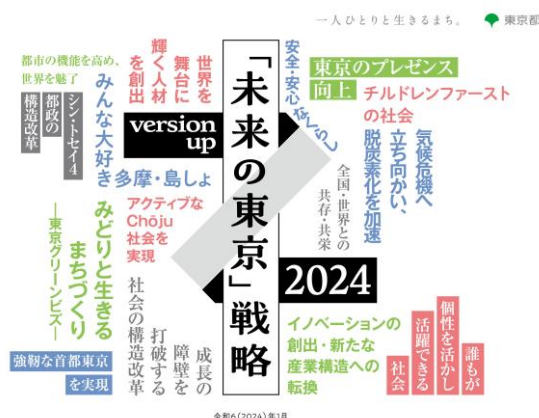 一人ひとりと生きるまち。
東京都
「未来の東京」戦略
version
up
2024
都市の機能を高め、
世界を魅了
シン・トセイ4
都政の
構造改革
みんな大好き多摩・島しょ
世界を
舞台に
輝く人材
を創出
安全・安心なくらし
東京のプレゼンス
向上
チルドレンファースト
の社会
気候危機へ
立ち向かい、
脱炭素化を加速
全国・世界との
共存・共栄
アクティブな
Chōju
社会を
実現
みどりと生きる
まちづくり
―東京グリーンビズ―
強靭な首都東京
を実現
成長の
障壁を
打破する
社会の構造改革
イノベーションの
創出・新たな
産業構造への
転換
誰もが
個性を活かし
活躍できる
社会
令和6(2024)年1月